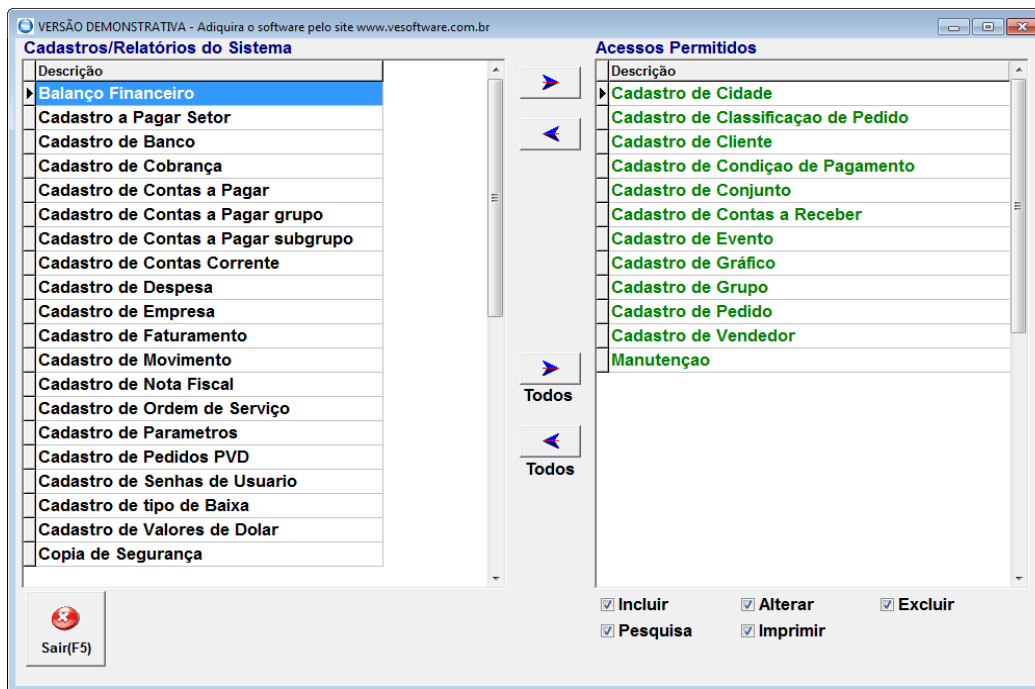 VERSÃO DEMONSTRATIVA - Adiquira o software pelo site www.vesoftware.com.br
Cadastros/Relatórios do Sistema
Descrição
Balanço Financeiro
Cadastro a Pagar Setor
Cadastro de Banco
Cadastro de Cobrança
Cadastro de Contas a Pagar
Cadastro de Contas a Pagar grupo
Cadastro de Contas a Pagar subgrupo
Cadastro de Contas Corrente
Cadastro de Despesa
Cadastro de Empresa
Cadastro de Faturamento
Cadastro de Movimento
Cadastro de Nota Fiscal
Cadastro de Ordem de Serviço
Cadastro de Parametros
Cadastro de Pedidos PVD
Cadastro de Senhas de Usuario
Cadastro de tipo de Baixa
Cadastro de Valores de Dolar
Copia de Segurança
Todos
Todos
Acessos Permitidos
Descrição
Cadastro de Cidade
Cadastro de Classificaçao de Pedido
Cadastro de Cliente
Cadastro de Condiçao de Pagamento
Cadastro de Conjunto
Cadastro de Contas a Receber
Cadastro de Evento
Cadastro de Gráfico
Cadastro de Grupo
Cadastro de Pedido
Cadastro de Vendedor
Manutençao
Incluir Alterar Excluir
Pesquisa Imprimir
Sair(F5)